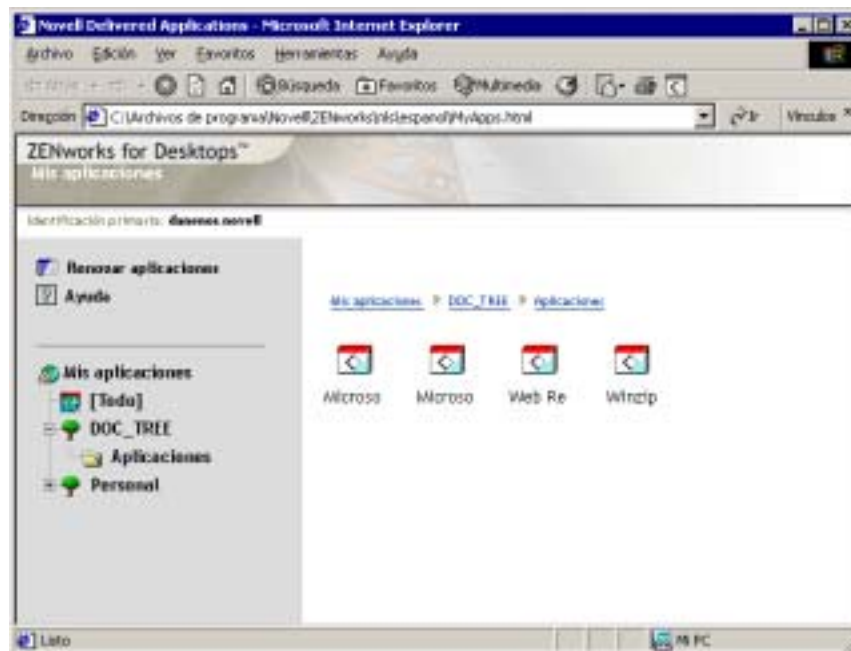 Novell Delivered Applications - Microsoft Internet Explorer
Archivo Edición Ver Favoritos Herramientas Ayuda
Búsqueda Favoritos Multimedia
Dirección C:\Archivos de programa\Novell\ZENworks\nls\espanol\MyApps.html Ir Vínculos
ZENworks for Desktops™
Mis aplicaciones
Identificación primaria:
Renovar aplicaciones
Ayuda
Mis aplicaciones DOC_TREE Aplicaciones
Mis aplicaciones
[Todo]
DOC_TREE
Aplicaciones
Personal
Microso Microso Web Re Winzip
Listo Mi PC